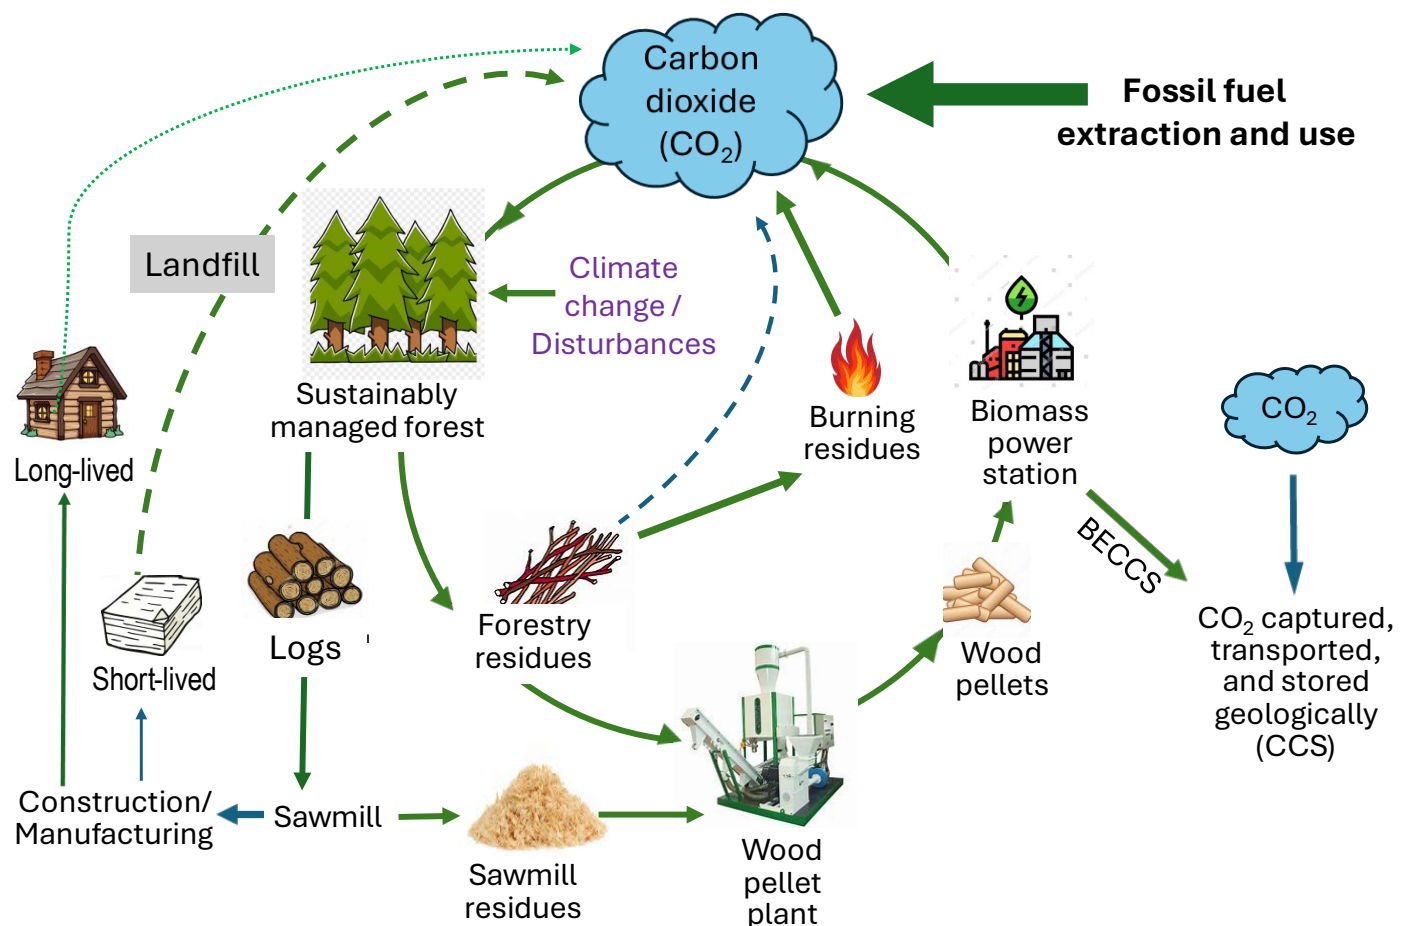 Carbon
dioxide
(CO₂)
Fossil fuel
extraction and use
Landfill
Climate
change /
Disturbances
Sustainably
managed forest
Long-lived
Burning
residues
Biomass
power
station
CO₂
BECCS
Short-lived
Logs
Forestry
residues
Wood
pellets
CO₂ captured,
transported,
and stored
geologically
(CCS)
Construction/
Manufacturing
Sawmill
Sawmill
residues
Wood
pellet
plant